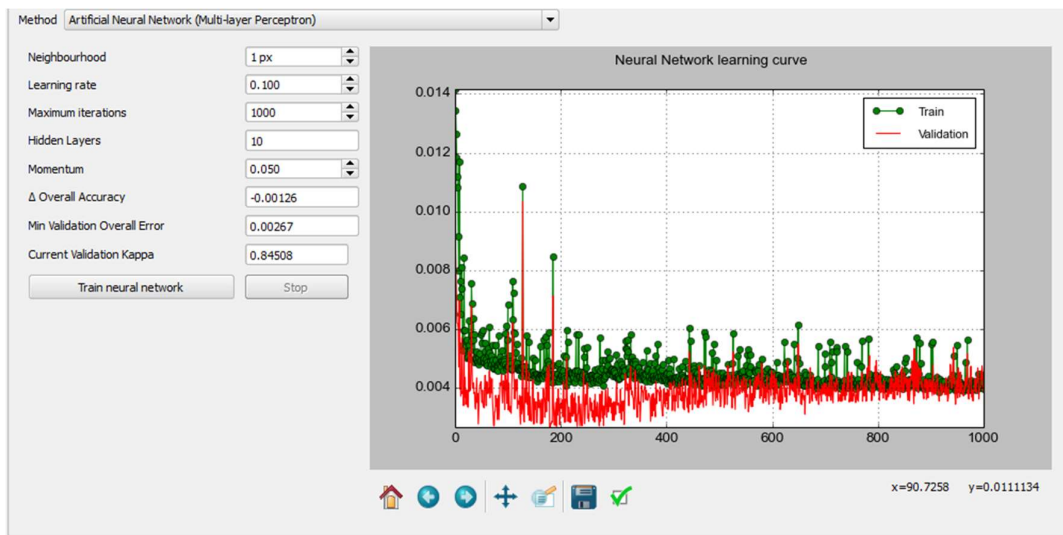 Method Artificial Neural Network (Multi-layer Perceptron)
Neighbourhood 1 px
Learning rate 0.100
Maximum iterations 1000
Hidden Layers 10
Momentum 0.050
Δ Overall Accuracy -0.00126
Min Validation Overall Error 0.00267
Current Validation Kappa 0.84508
Train neural network Stop
Neural Network learning curve
0.014
0.012
0.010
0.008
0.006
0.004
Train
Validation
0 200 400 600 800 1000
x=90.7258 y=0.0111134